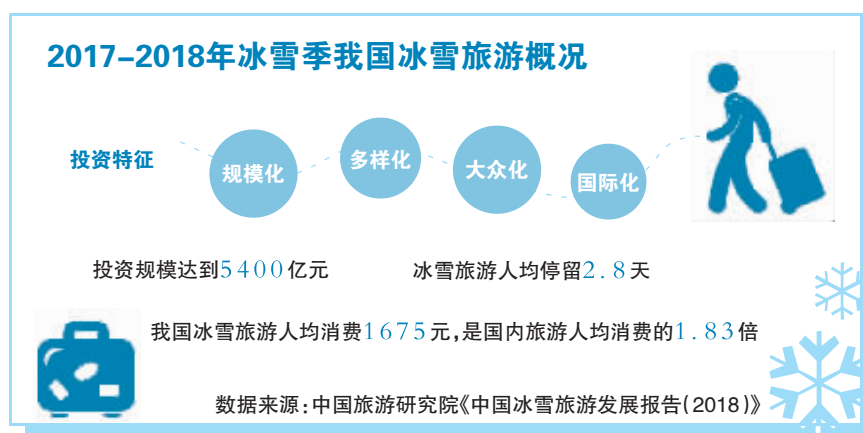 2017-2018年冰雪季我国冰雪旅游概况
投资特征
规模化
多样化
大众化
国际化
投资规模达到5400亿元
冰雪旅游人均停留2.8天
我国冰雪旅游人均消费1675元,是国内旅游人均消费的1.83倍
数据来源:中国旅游研究院《中国冰雪旅游发展报告(2018)》